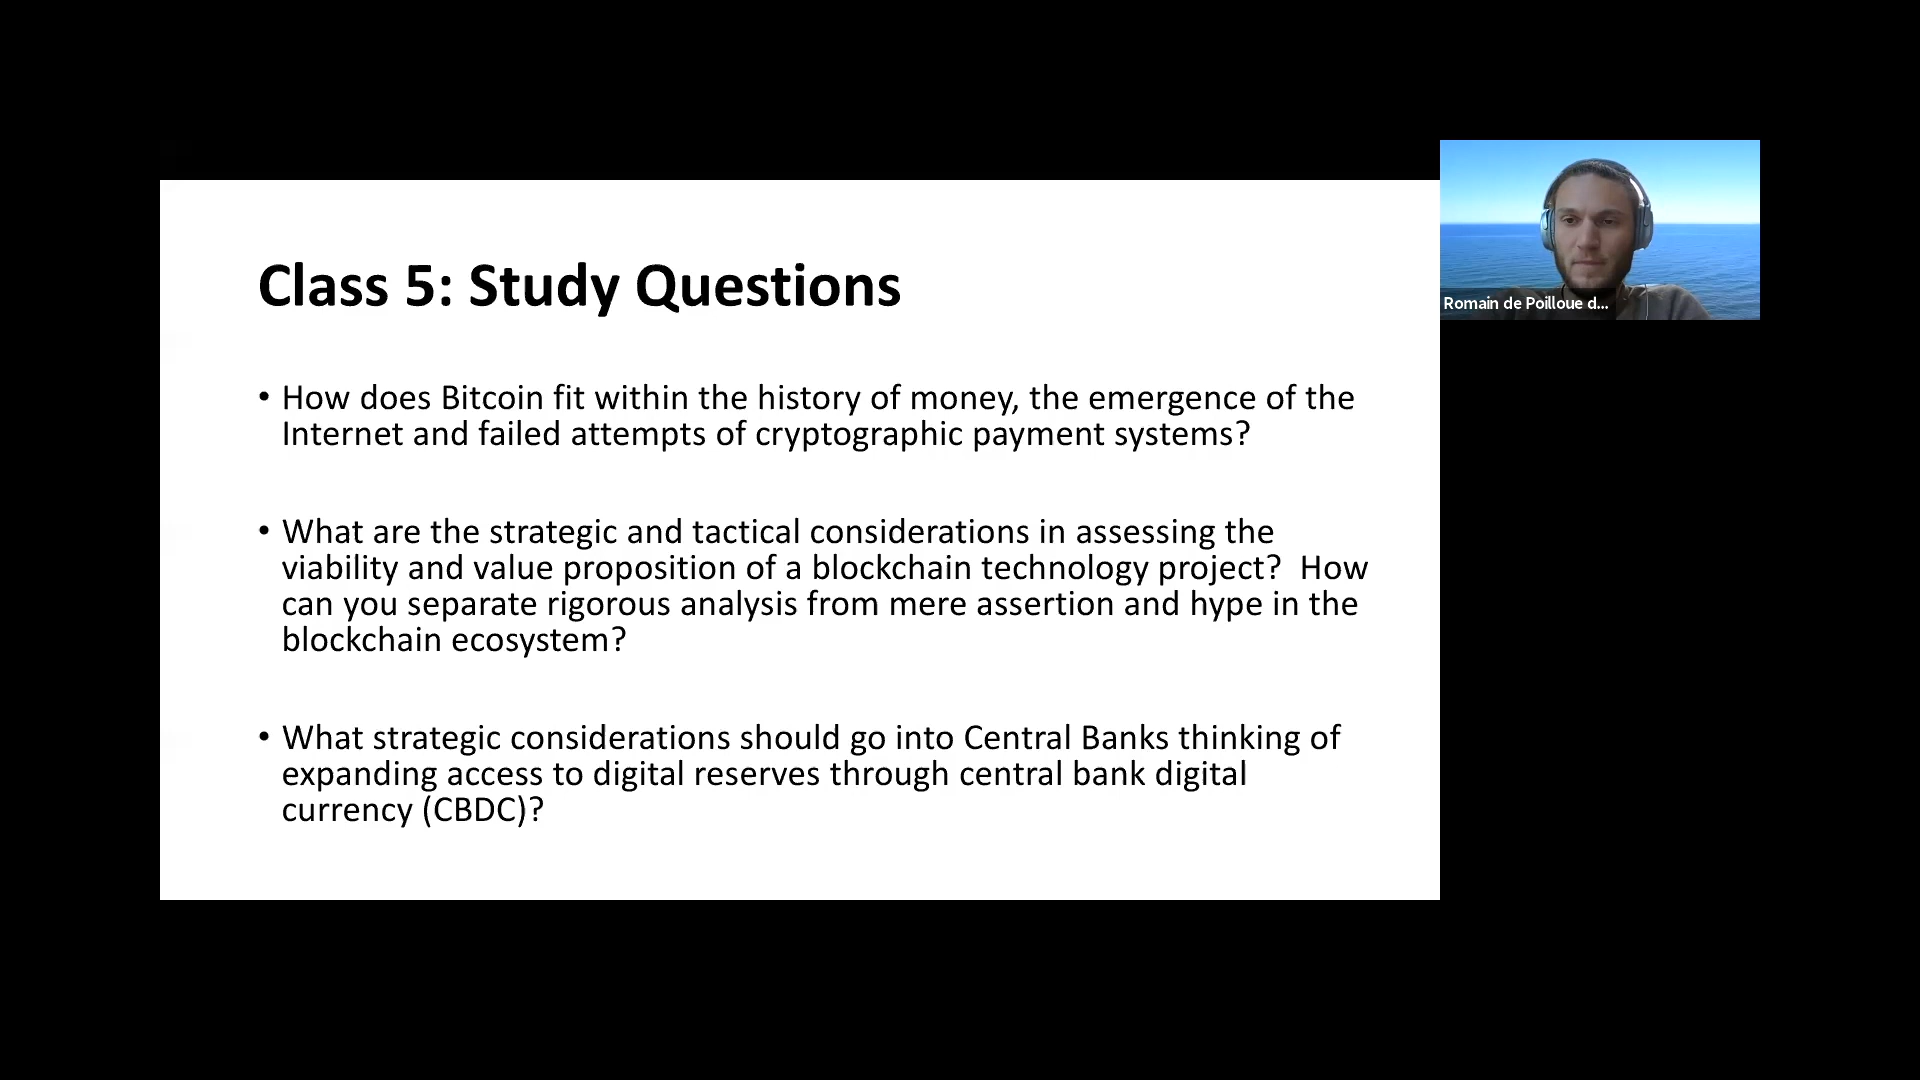 Class 5: Study Questions
• How does Bitcoin fit within the history of money, the emergence of the
Internet and failed attempts of cryptographic payment systems?
• What are the strategic and tactical considerations in assessing the
viability and value proposition of a blockchain technology project?  How
can you separate rigorous analysis from mere assertion and hype in the
blockchain ecosystem?
• What strategic considerations should go into Central Banks thinking of
expanding access to digital reserves through central bank digital
currency (CBDC)?
Romain de Poilloue d...